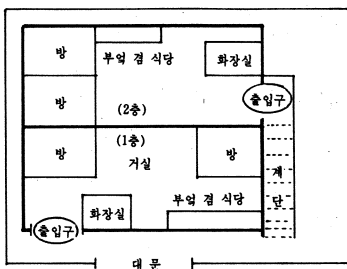 방
부엌 겸 식당
화장실
방
출입구
(2층)
(1층)
방
거실
방
계단
부엌 겸 식당
화장실
출입구
대 문